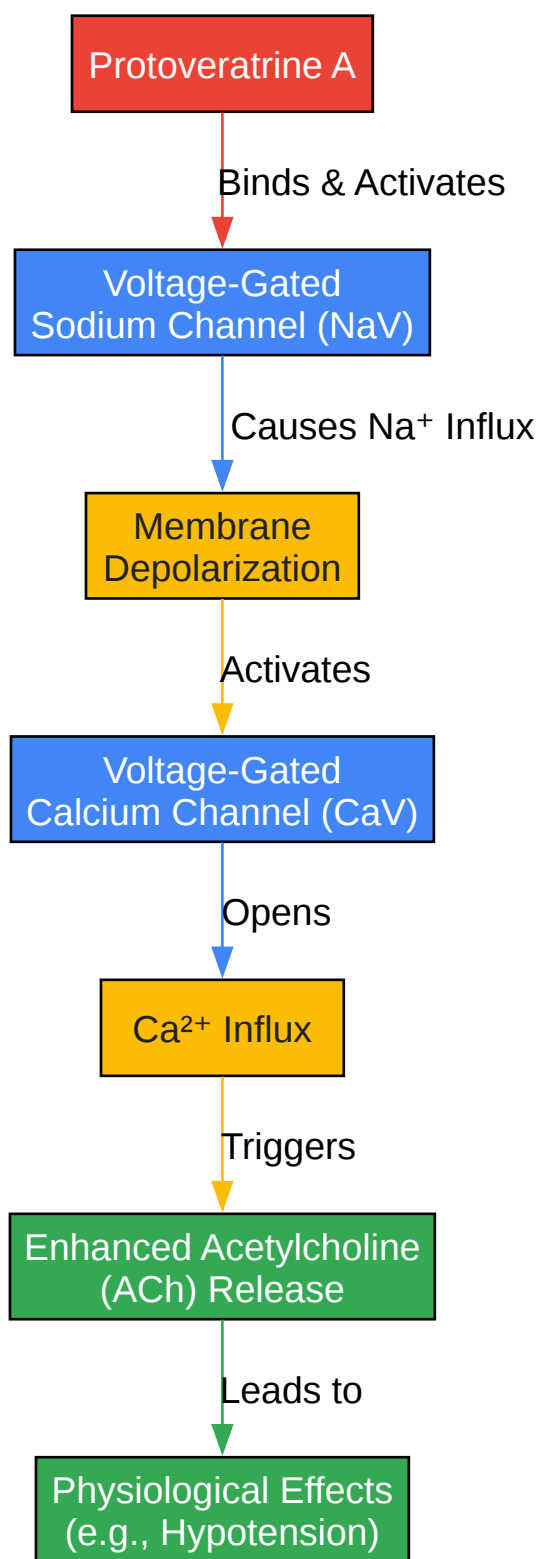 Protoveratrine A
Binds & Activates
Voltage-Gated
Sodium Channel (NaV)
Causes Na⁺ Influx
Membrane
Depolarization
Activates
Voltage-Gated
Calcium Channel (CaV)
Opens
Ca²⁺ Influx
Triggers
Enhanced Acetylcholine
(ACh) Release
Leads to
Physiological Effects
(e.g., Hypotension)